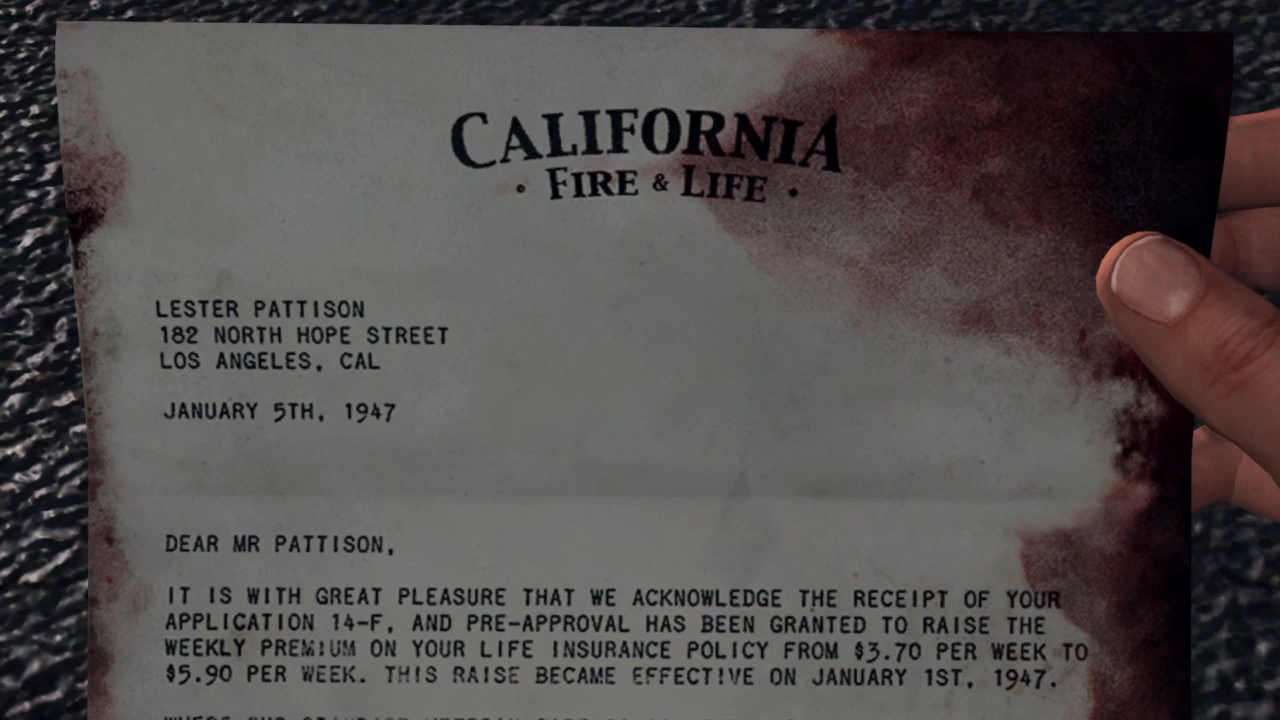 CALIFORNIA
• FIRE & LIFE •
LESTER PATTISON
182 NORTH HOPE STREET
LOS ANGELES, CAL
JANUARY 5TH, 1947
DEAR MR PATTISON,
IT IS WITH GREAT PLEASURE THAT WE ACKNOWLEDGE THE RECEIPT OF YOUR
APPLICATION 14-F, AND PRE-APPROVAL HAS BEEN GRANTED TO RAISE THE
WEEKLY PREMIUM ON YOUR LIFE INSURANCE POLICY FROM $3.70 PER WEEK TO
$5.90 PER WEEK. THIS RAISE BECAME EFFECTIVE ON JANUARY 1ST, 1947.